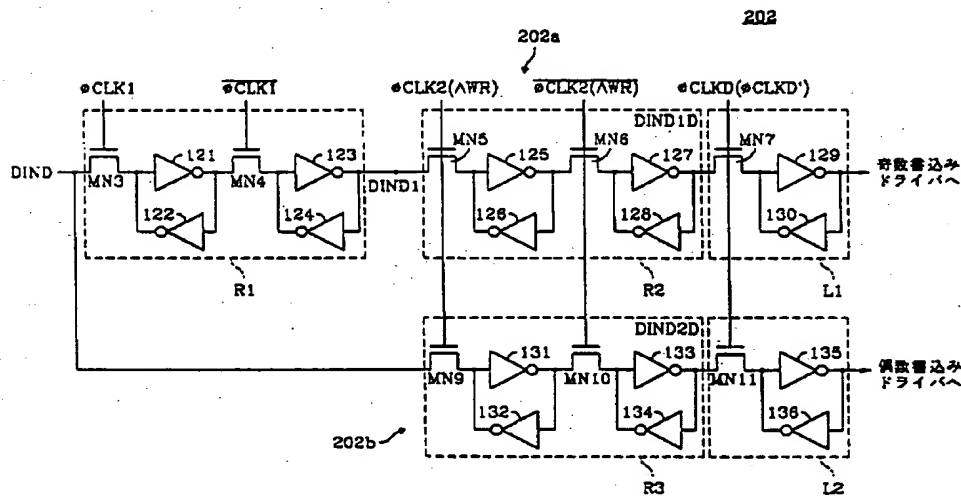 202
202a
φCLK1
φCLK1
φCLK2(∧WR)
φCLK2(∧WR)
φCLKD(φCLKD')
DIND1D
MN5
MN6
MN7
121
123
125
127
129
DIND
MN3
MN4
DIND1
奇数書込み
ドライバへ
122
124
126
128
130
R1
R2
L1
DIND2D
131
133
135
MN9
MN10
MN11
偶数書込み
ドライバへ
132
134
136
202b
R3
L2